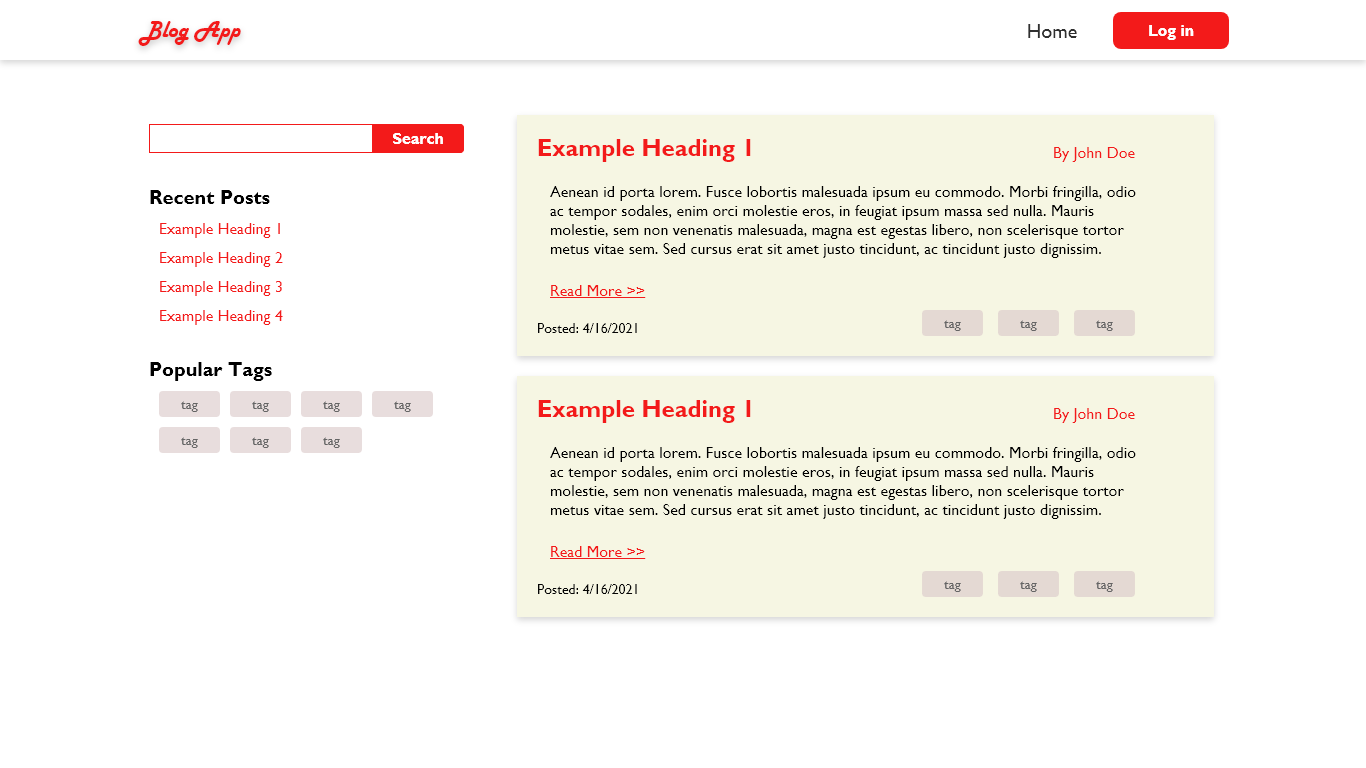 Blog App
Home
Log in
Search
Recent Posts
Example Heading 1
Example Heading 2
Example Heading 3
Example Heading 4
Popular Tags
tag tag tag tag
tag tag tag
Example Heading 1
By John Doe
Aenean id porta lorem. Fusce lobortis malesuada ipsum eu commodo. Morbi fringilla, odio
ac tempor sodales, enim orci molestie eros, in feugiat ipsum massa sed nulla. Mauris
molestie, sem non venenatis malesuada, magna est egestas libero, non scelerisque tortor
metus vitae sem. Sed cursus erat sit amet justo tincidunt, ac tincidunt justo dignissim.
Read More >>
Posted: 4/16/2021
tag tag tag
Example Heading 1
By John Doe
Aenean id porta lorem. Fusce lobortis malesuada ipsum eu commodo. Morbi fringilla, odio
ac tempor sodales, enim orci molestie eros, in feugiat ipsum massa sed nulla. Mauris
molestie, sem non venenatis malesuada, magna est egestas libero, non scelerisque tortor
metus vitae sem. Sed cursus erat sit amet justo tincidunt, ac tincidunt justo dignissim.
Read More >>
Posted: 4/16/2021
tag tag tag